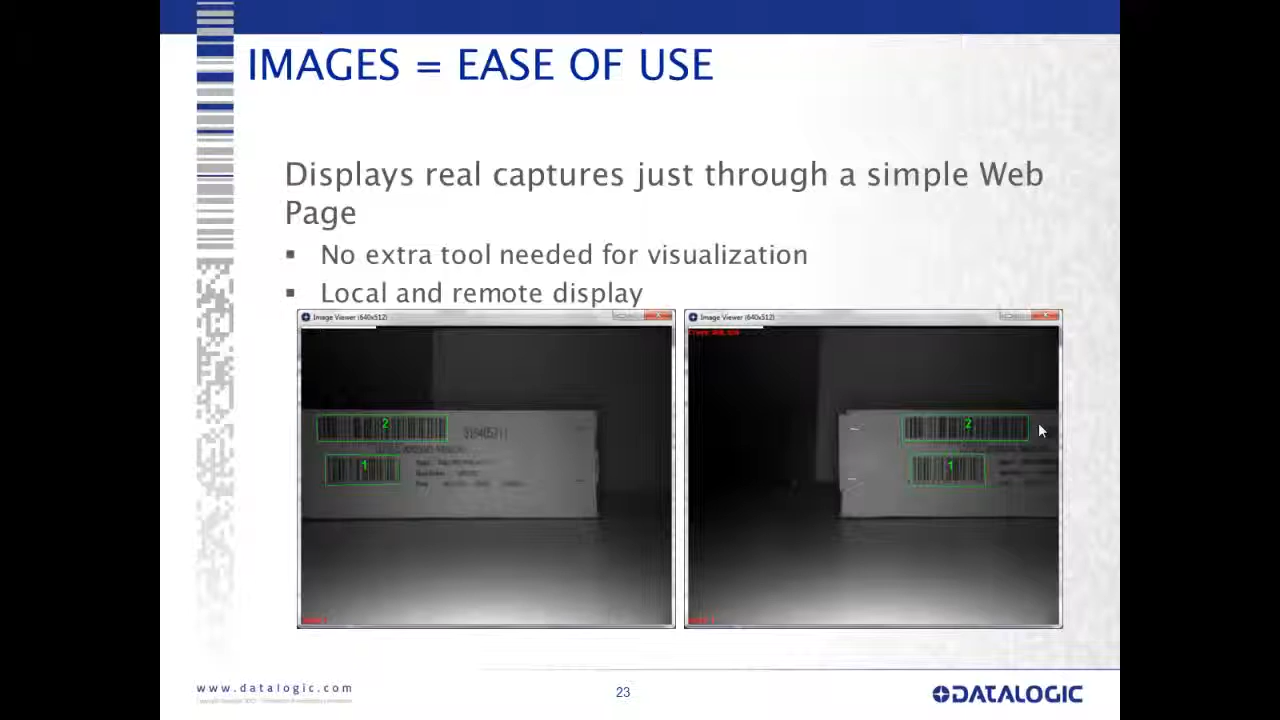 IMAGES = EASE OF USE
Displays real captures just through a simple Web
Page
▪ No extra tool needed for visualization
▪ Local and remote display
Image Viewer (640x512)
Image Viewer (640x512)
2
1
2
1
www.datalogic.com
23
DATALOGIC